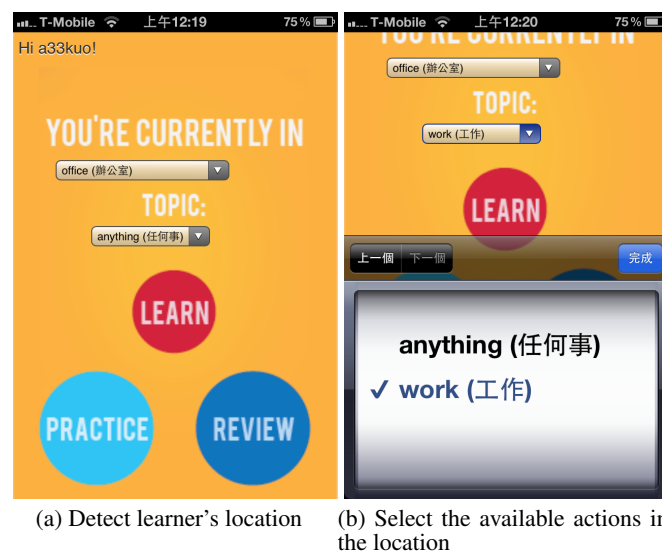 T-Mobile 上午12:19 75%
Hi a33kuo!
YOU'RE CURRENTLY IN
office (辦公室)
TOPIC:
anything (任何事)
LEARN
PRACTICE
REVIEW
(a) Detect learner's location
T-Mobile 上午12:20 75%
YOU'RE CURRENTLY IN
office (辦公室)
TOPIC:
work (工作)
LEARN
上一個 下一個 完成
anything (任何事)
✓ work (工作)
(b) Select the available actions in
the location